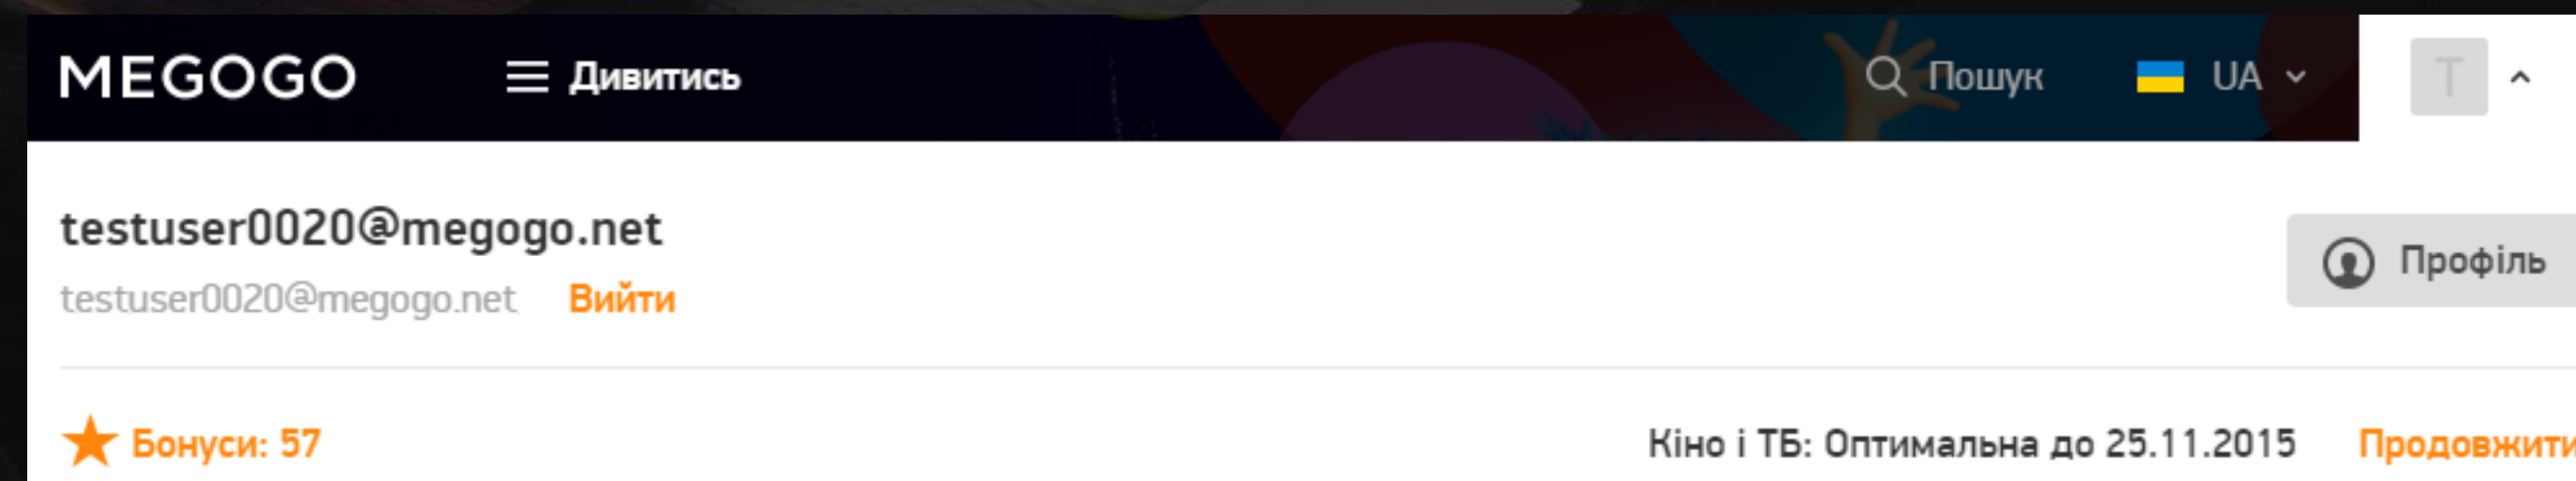 MEGOGO Дивитись Пошук UA T
testuser0020@megogo.net
Профіль
testuser0020@megogo.net Вийти
Бонуси: 57 Кіно і ТБ: Оптимальна до 25.11.2015 Продовжити